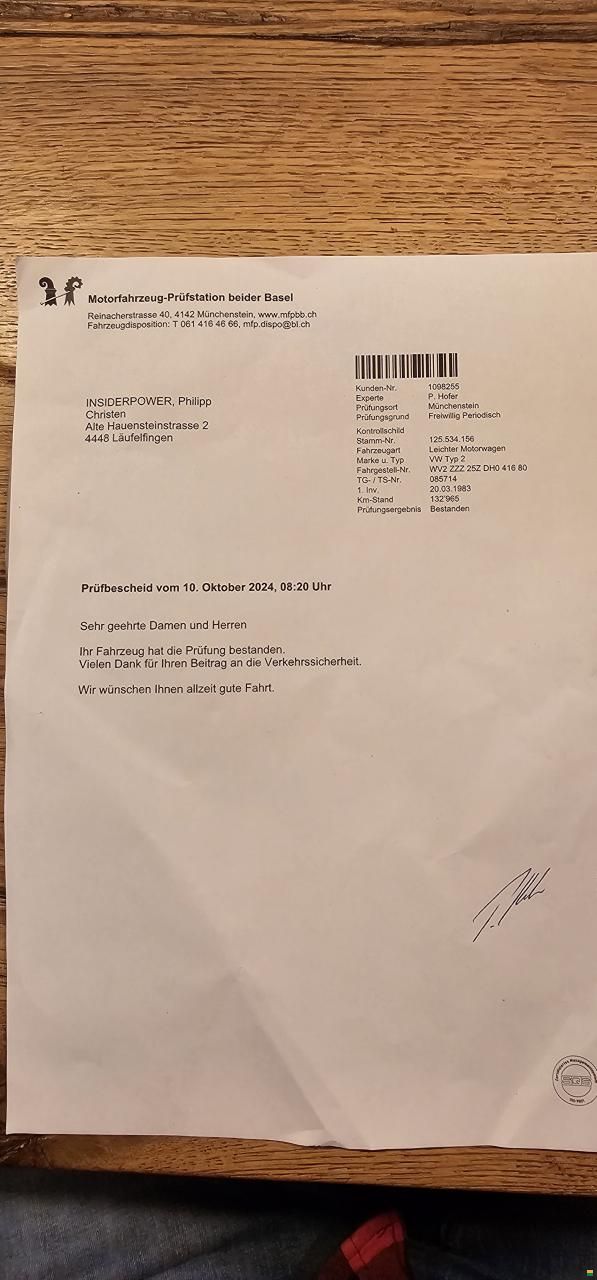 Motorfahrzeug-Prüfstation beider Basel
Reinacherstrasse 40, 4142 Münchenstein, www.mfpbb.ch
Fahrzeugdisposition: T 061 416 46 66, mfp.dispo@bl.ch
INSIDERPOWER, Philipp
Christen
Alte Hauensteinstrasse 2
4448 Läufelfingen
Kunden-Nr. 1098255
Experte P. Hofer
Prüfungsort Münchenstein
Prüfungsgrund Freiwillig Periodisch
Kontrollschild
Stamm-Nr. 125.534.156
Fahrzeugart Leichter Motorwagen
Marke u. Typ VW Typ 2
Fahrgestell-Nr. WV2 ZZZ 25Z DH0 416 80
TG- / TS-Nr. 085714
1. Inv. 20.03.1983
Km-Stand 132'965
Prüfungsergebnis Bestanden
Prüfbescheid vom 10. Oktober 2024, 08:20 Uhr
Sehr geehrte Damen und Herren
Ihr Fahrzeug hat die Prüfung bestanden.
Vielen Dank für Ihren Beitrag an die Verkehrssicherheit.
Wir wünschen Ihnen allzeit gute Fahrt.
SQS